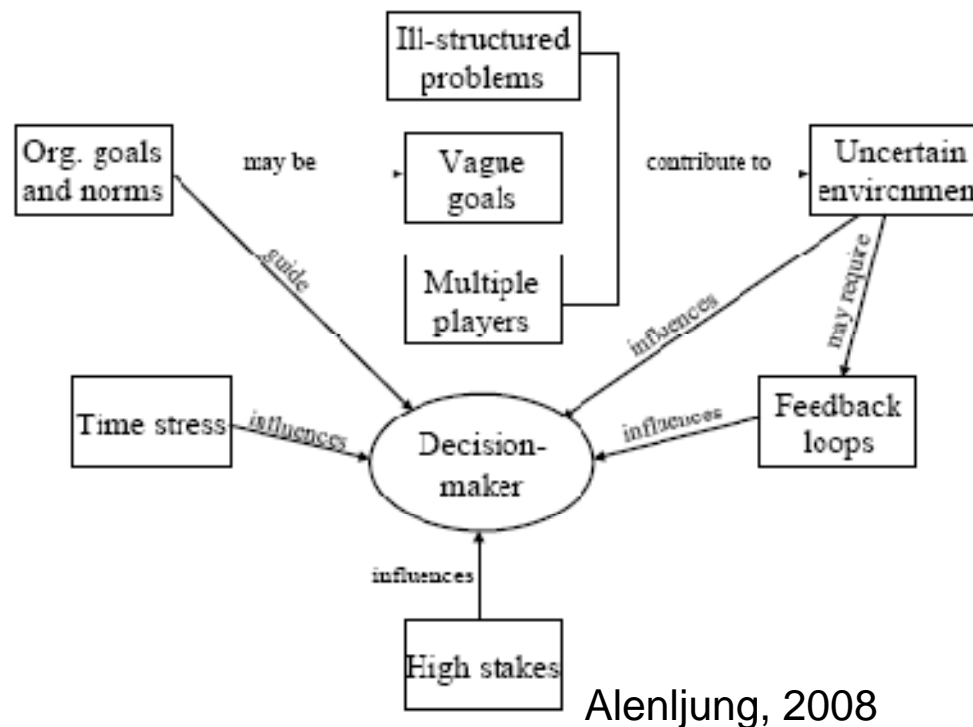 Ill-structured
problems
Org. goals
and norms
may be
Vague
goals
contribute to
Uncertain
environment
guide
Multiple
players
influences
may require
Time stress
influences
Decision-
maker
influences
Feedback
loops
influences
High stakes
Alenljung, 2008